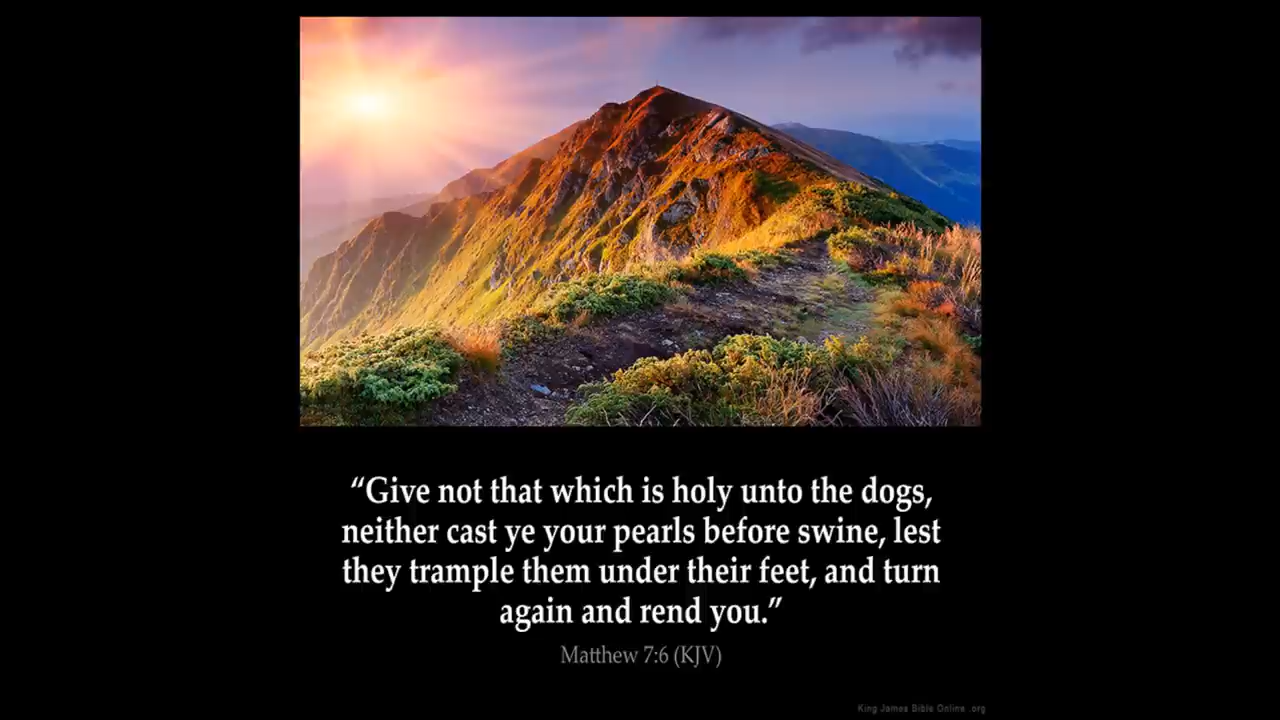 “Give not that which is holy unto the dogs,
neither cast ye your pearls before swine, lest
they trample them under their feet, and turn
again and rend you.”
Matthew 7:6 (KJV)
King James Bible Online .org